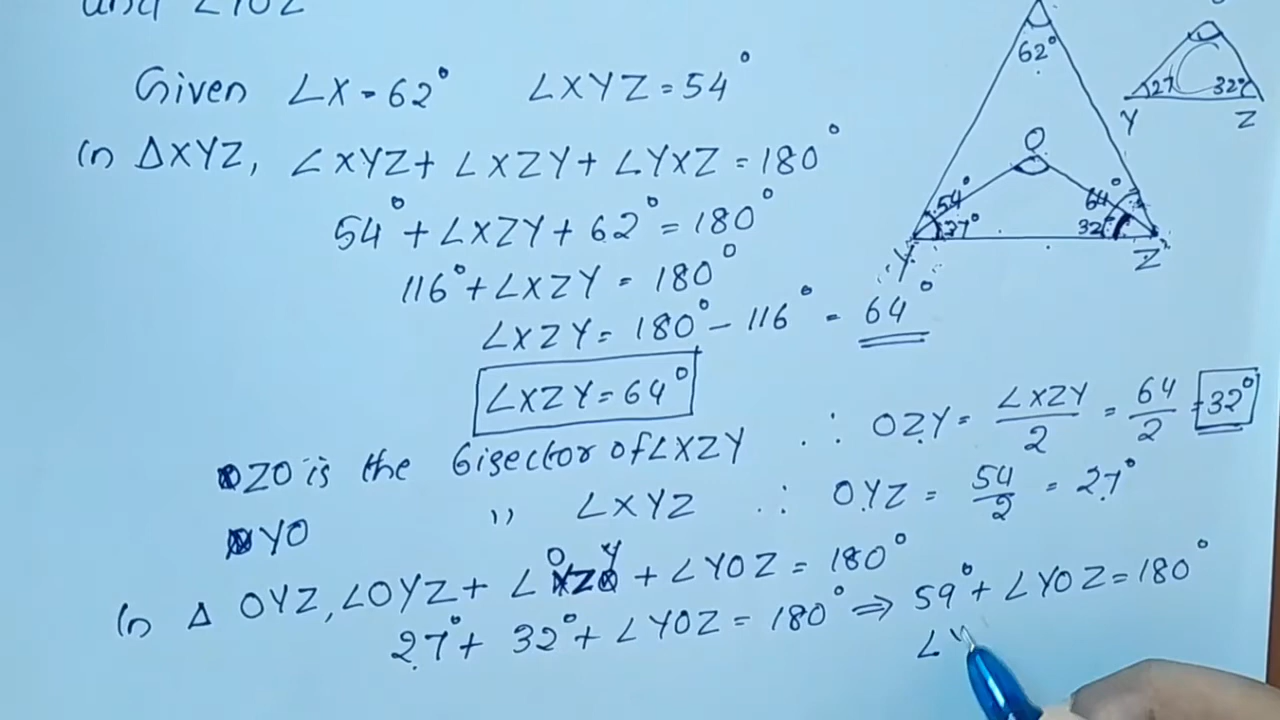 and ∠YOZ
Given ∠X = 62° ∠XYZ = 54°
In ΔXYZ, ∠XYZ + ∠XZY + ∠YXZ = 180°
54° + ∠XZY + 62° = 180°
116° + ∠XZY = 180°
∠XZY = 180° - 116° = 64°
∠XZY = 64°
ZO is the bisector of ∠XZY ∴ OZY = ∠XZY/2 = 64/2 = 32°
YO " ∠XYZ ∴ OYZ = 54/2 = 27°
In Δ OYZ, ∠OYZ + ∠OZY + ∠YOZ = 180°
27° + 32° + ∠YOZ = 180° ⇒ 59° + ∠YOZ = 180°
∠Y
62°
O
54° 64°
27° 32°
Y Z
27 32°
Y Z